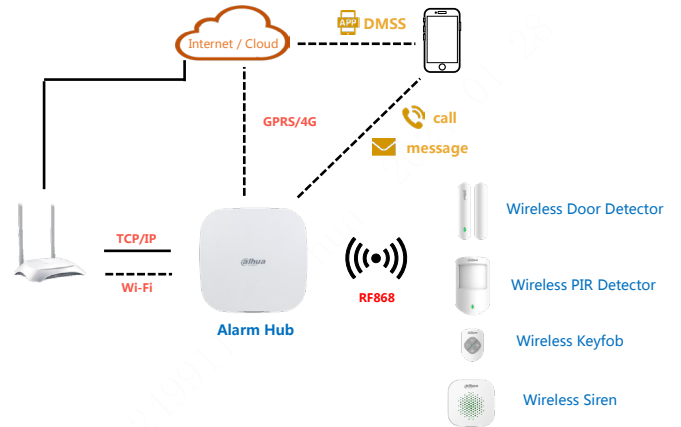 APP DMSS
Internet / Cloud
GPRS/4G
call
message
Wireless Door Detector
TCP/IP
alhua
Wi-Fi
RF868
Wireless PIR Detector
Alarm Hub
Wireless Keyfob
Wireless Siren